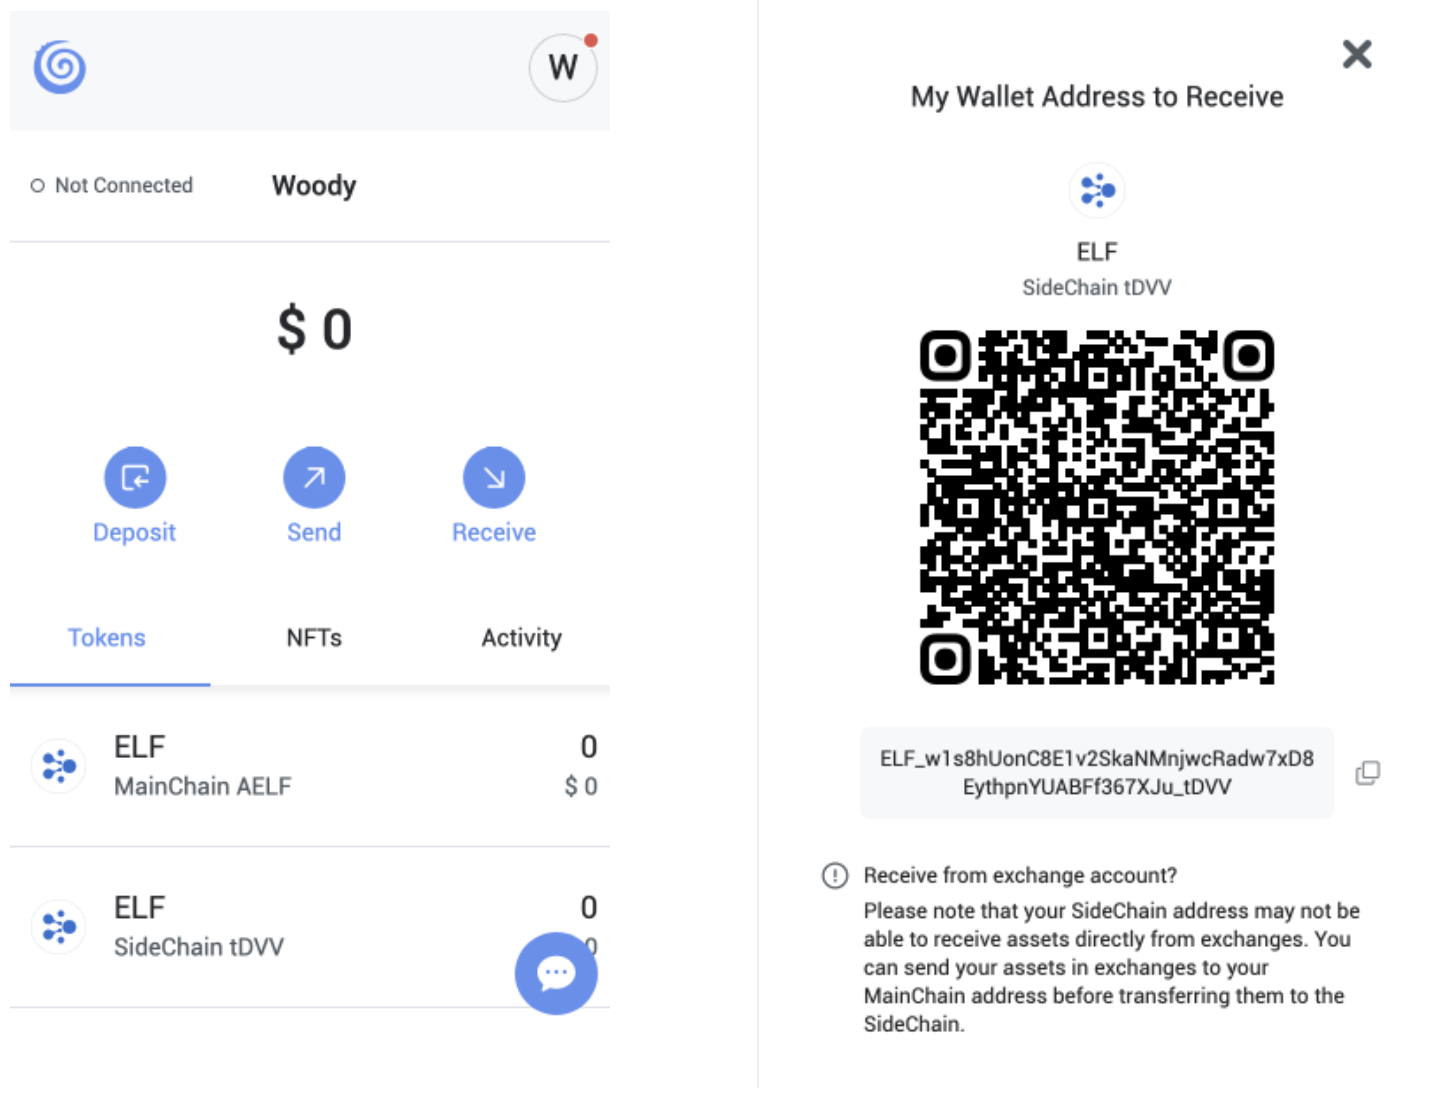 W
Not Connected
Woody
$ 0
Deposit
Send
Receive
Tokens
NFTs
Activity
ELF
0
MainChain AELF
$ 0
ELF
0
SideChain tDVV
0
My Wallet Address to Receive
ELF
SideChain tDVV
ELF_w1s8hUonC8E1v2SkaNMnjwcRadw7xD8
EythpnYUABFf367XJu_tDVV
Receive from exchange account?
Please note that your SideChain address may not be
able to receive assets directly from exchanges. You
can send your assets in exchanges to your
MainChain address before transferring them to the
SideChain.